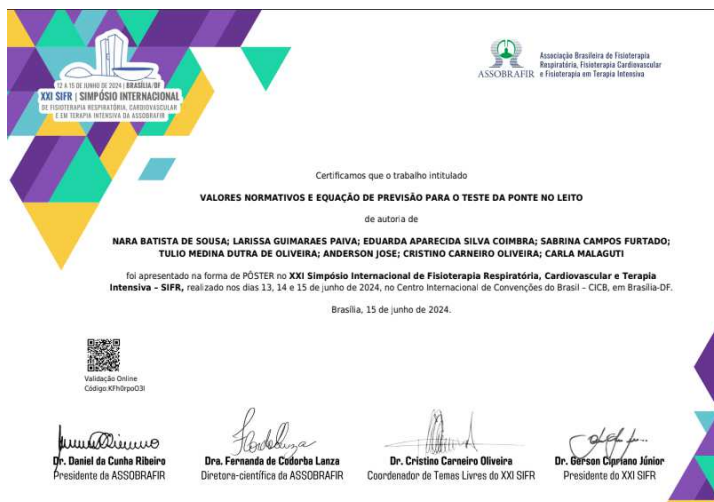 12 A 15 DE JUNHO DE 2024 | BRASÍLIA/DF
XXI SIFR | SIMPÓSIO INTERNACIONAL
DE FISIOTERAPIA RESPIRATÓRIA, CARDIOVASCULAR
E EM TERAPIA INTENSIVA DA ASSOBRAFIR
ASSOBRAFIR
Associação Brasileira de Fisioterapia
Respiratória, Fisioterapia Cardiovascular
e Fisioterapia em Terapia Intensiva
Certificamos que o trabalho intitulado
VALORES NORMATIVOS E EQUAÇÃO DE PREVISÃO PARA O TESTE DA PONTE NO LEITO
de autoria de
NARA BATISTA DE SOUSA; LARISSA GUIMARAES PAIVA; EDUARDA APARECIDA SILVA COIMBRA; SABRINA CAMPOS FURTADO;
TULIO MEDINA DUTRA DE OLIVEIRA; ANDERSON JOSE; CRISTINO CARNEIRO OLIVEIRA; CARLA MALAGUTI
foi apresentado na forma de PÔSTER no XXI Simpósio Internacional de Fisioterapia Respiratória, Cardiovascular e Terapia
Intensiva – SIFR, realizado nos dias 13, 14 e 15 de junho de 2024, no Centro Internacional de Convenções do Brasil – CICB, em Brasília-DF.
Brasília, 15 de junho de 2024.
Validação Online
Código:KFh0rpoO3I
Dr. Daniel da Cunha Ribeiro
Presidente da ASSOBRAFIR
Dra. Fernanda de Codorba Lanza
Diretora-científica da ASSOBRAFIR
Dr. Cristino Carneiro Oliveira
Coordenador de Temas Livres do XXI SIFR
Dr. Gerson Cipriano Júnior
Presidente do XXI SIFR